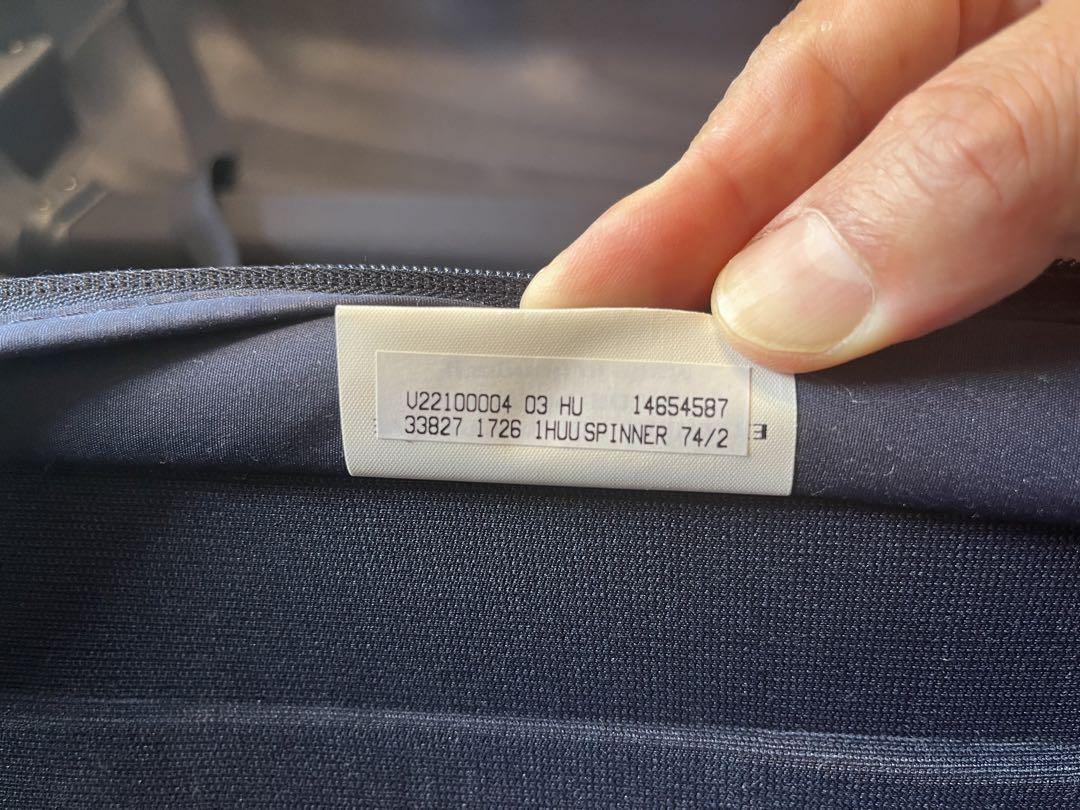 V22100004 03 HU 14654587
33827 1726 1HUU SPINNER 74/2